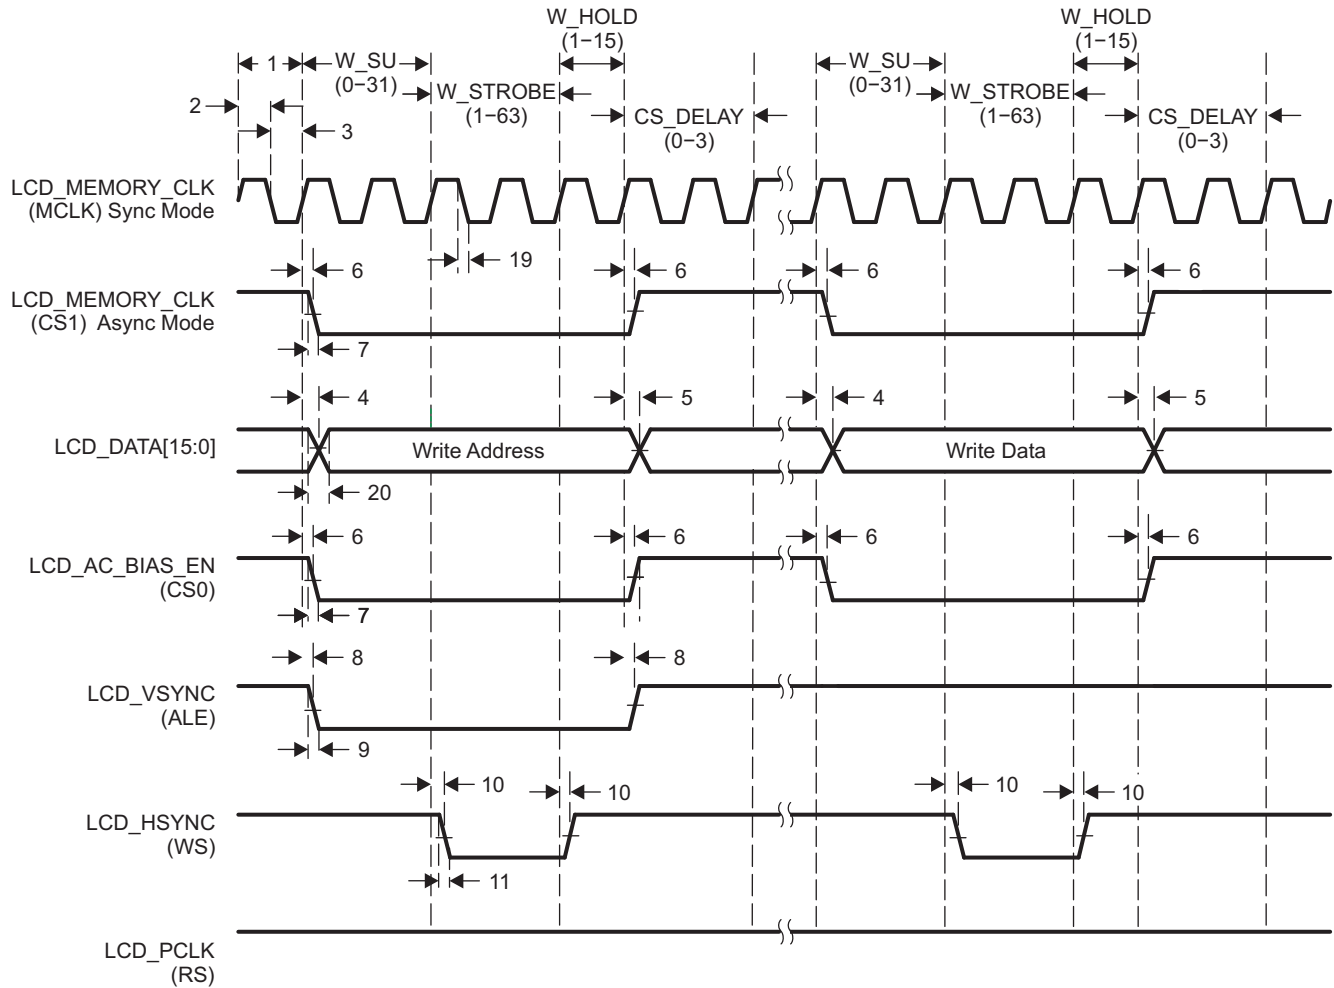 W_HOLD
(1−15)
W_HOLD
(1−15)
1
W_SU
(0−31)
W_SU
(0−31)
2
W_STROBE
(1−63)
W_STROBE
(1−63)
CS_DELAY
(0−3)
CS_DELAY
(0−3)
3
LCD_MEMORY_CLK
(MCLK) Sync Mode
19
6
6
6
6
LCD_MEMORY_CLK
(CS1) Async Mode
7
4
5
4
5
LCD_DATA[15:0]
Write Address
Write Data
20
6
6
6
6
LCD_AC_BIAS_EN
(CS0)
7
8
8
LCD_VSYNC
(ALE)
9
10
10
10
10
LCD_HSYNC
(WS)
11
LCD_PCLK
(RS)